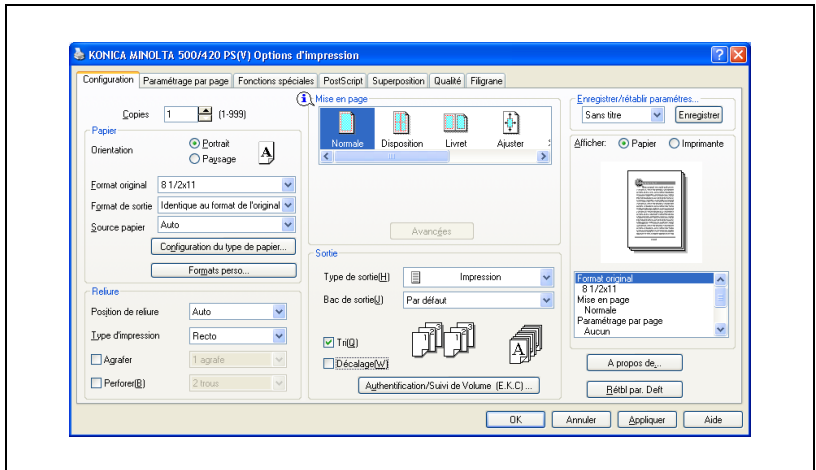 KONICA MINOLTA 500/420 PS(V) Options d'impression
Configuration Paramétrage par page Fonctions spéciales PostScript Superposition Qualité Filigrane
Copies 1 (1-999)
Papier
Orientation
Portrait
Paysage
A
Format original 8 1/2x11
Format de sortie Identique au format de l'original
Source papier Auto
Configuration du type de papier...
Formats perso...
Reliure
Position de reliure Auto
Type d'impression Recto
Agrafer 1 agrafe
Perforer(B) 2 trous
Mise en page
Normale Disposition Livret Ajuster
Avancées
Sortie
Type de sortie(H) Impression
Bac de sortie(J) Par défaut
Tri(Q)
Décalage(W)
1 2 3 1 2 3
A
Authentification/Suivi de Volume (E.K.C) ...
Enregistrer/rétablir paramètres...
Sans titre Enregistrer
Afficher: Papier Imprimante
Format original
8 1/2x11
Mise en page
Normale
Paramétrage par page
Aucun
A propos de...
Rétbl par. Deft
OK Annuler Appliquer Aide